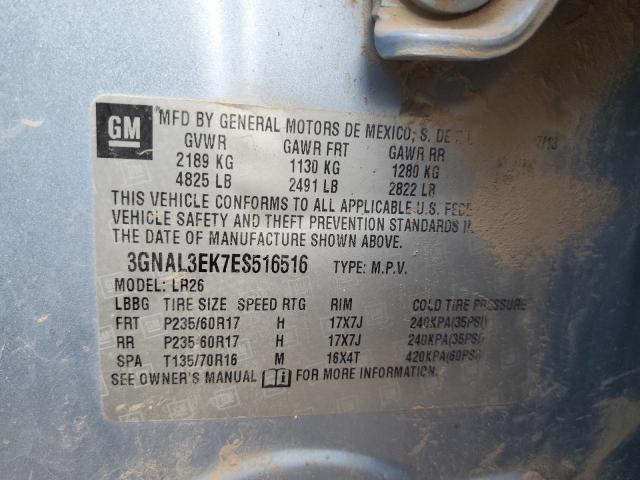 GM
MFD BY GENERAL MOTORS DE MEXICO, S. DE
GVWR GAWR FRT GAWR RR
2189 KG 1130 KG 1280 KG
4825 LB 2491 LB 2822 LB
THIS VEHICLE CONFORMS TO ALL APPLICABLE U.S.
VEHICLE SAFETY AND THEFT PREVENTION STANDARDS
THE DATE OF MANUFACTURE SHOWN ABOVE.
3GNAL3EK7ES516516 TYPE: M.P.V.
MODEL: LR26
LBBG TIRE SIZE SPEED RTG RIM COLD TIRE PRESSURE
FRT P235/60R17 H 17X7J 240KPA(35PSI)
RR P235/60R17 H 17X7J 240KPA(35PSI)
SPA T135/70R16 M 16X4T 420KPA(60PSI)
SEE OWNER'S MANUAL FOR MORE INFORMATION.